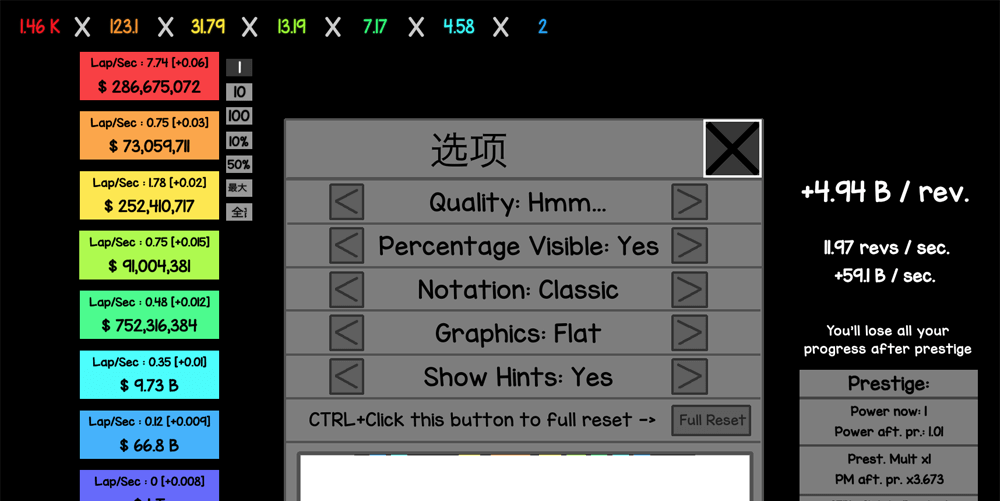 1.46 K X 123.1 X 31.79 X 13.19 X 7.17 X 4.58 X 2
Lap/Sec : 7.74 [+0.06]
$ 286,675,072
Lap/Sec : 0.75 [+0.03]
$ 73,059,711
Lap/Sec : 1.78 [+0.02]
$ 252,410,717
Lap/Sec : 0.75 [+0.015]
$ 91,004,381
Lap/Sec : 0.48 [+0.012]
$ 752,316,384
Lap/Sec : 0.35 [+0.01]
$ 9.73 B
Lap/Sec : 0.12 [+0.009]
$ 66.8 B
Lap/Sec : 0 [+0.008]
1
10
100
10%
50%
最大
选项
Quality: Hmm...
Percentage Visible: Yes
Notation: Classic
Graphics: Flat
Show Hints: Yes
CTRL+Click this button to full reset ->
Full Reset
+4.94 B / rev.
11.97 revs / sec.
+59.1 B / sec.
You'll lose all your
progress after prestige
Prestige:
Power now: 1
Power aft. pr.: 1.01
Prest. Mult x1
PM aft. pr. x3.673